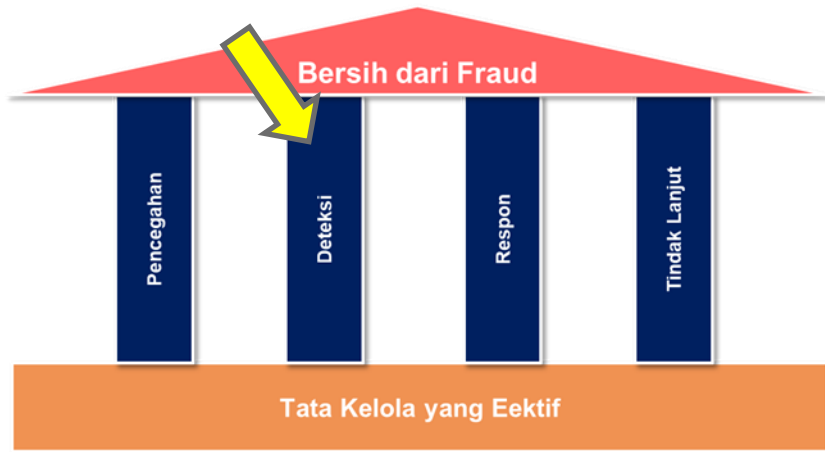 Bersih dari Fraud
Pencegahan
Deteksi
Respon
Tindak Lanjut
Tata Kelola yang Eektif